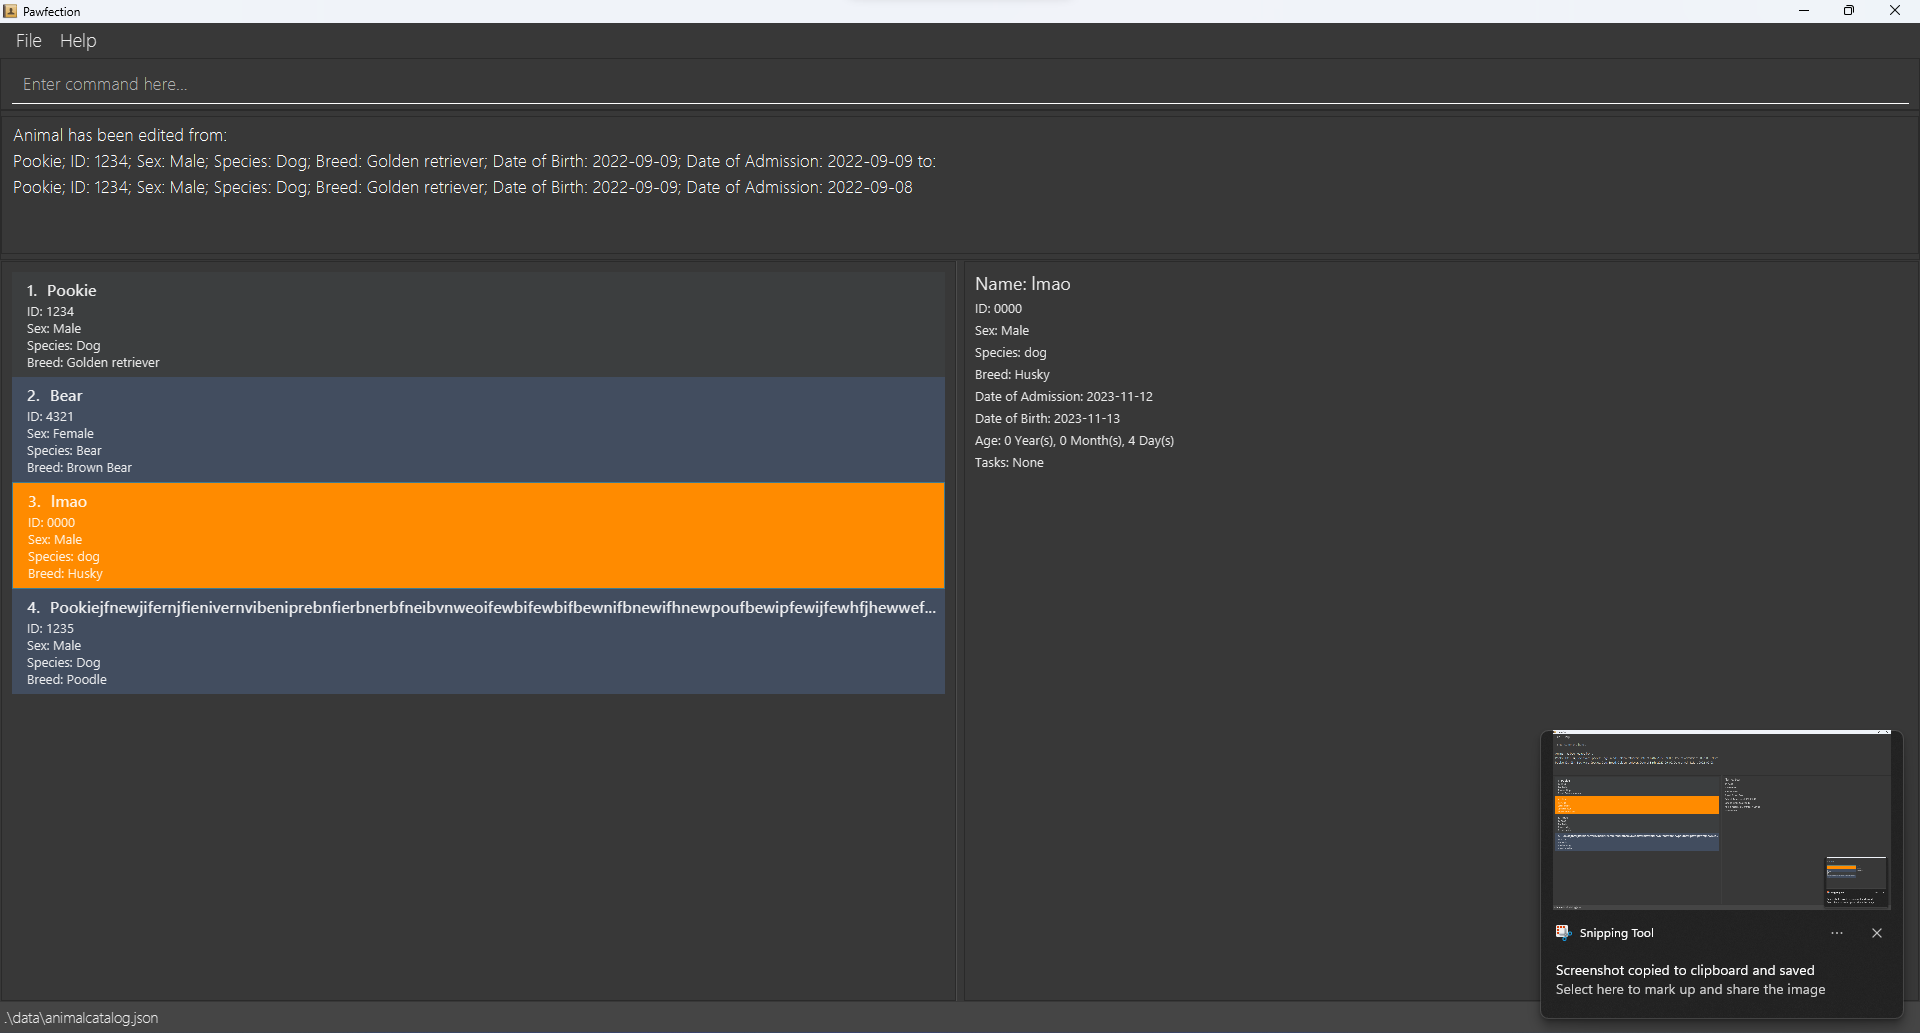 Pawfection
File Help
Enter command here...
Animal has been edited from:
Pookie; ID: 1234; Sex: Male; Species: Dog; Breed: Golden retriever; Date of Birth: 2022-09-09; Date of Admission: 2022-09-09 to:
Pookie; ID: 1234; Sex: Male; Species: Dog; Breed: Golden retriever; Date of Birth: 2022-09-09; Date of Admission: 2022-09-08
1. Pookie
ID: 1234
Sex: Male
Species: Dog
Breed: Golden retriever
2. Bear
ID: 4321
Sex: Female
Species: Bear
Breed: Brown Bear
3. lmao
ID: 0000
Sex: Male
Species: dog
Breed: Husky
4. Pookiejfnewjifernjfienivernvibeniprebnfierbnerbfneibvnweoifewbifewbifbewnifbnewifhnewpoufbewipfewijfewhfjhewwef...
ID: 1235
Sex: Male
Species: Dog
Breed: Poodle
Name: lmao
ID: 0000
Sex: Male
Species: dog
Breed: Husky
Date of Admission: 2023-11-12
Date of Birth: 2023-11-13
Age: 0 Year(s), 0 Month(s), 4 Day(s)
Tasks: None
Snipping Tool
Screenshot copied to clipboard and saved
Select here to mark up and share the image
.\data\animalcatalog.json